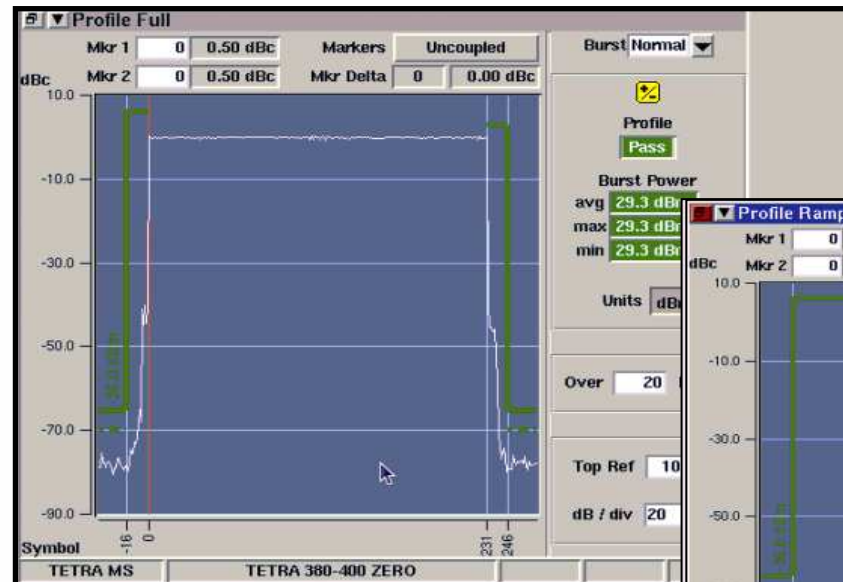 Profile Full
Mkr 1 0 0.50 dBc Markers Uncoupled
Mkr 2 0 0.50 dBc Mkr Delta 0 0.00 dBc
dBc
10.0
-10.0
-30.0
-50.0
-70.0
-90.0
Symbol
-16 0 231 246
TETRA MS TETRA 380-400 ZERO
Burst Normal
Profile
Pass
Burst Power
avg 29.3 dB
max 29.3 dB
min 29.3 dB
Units dB
Over 20
Top Ref 10
dB / div 20
Profile Ramp
Mkr 1 0
dBc Mkr 2 0
10.0
-10.0
-30.0
-50.0